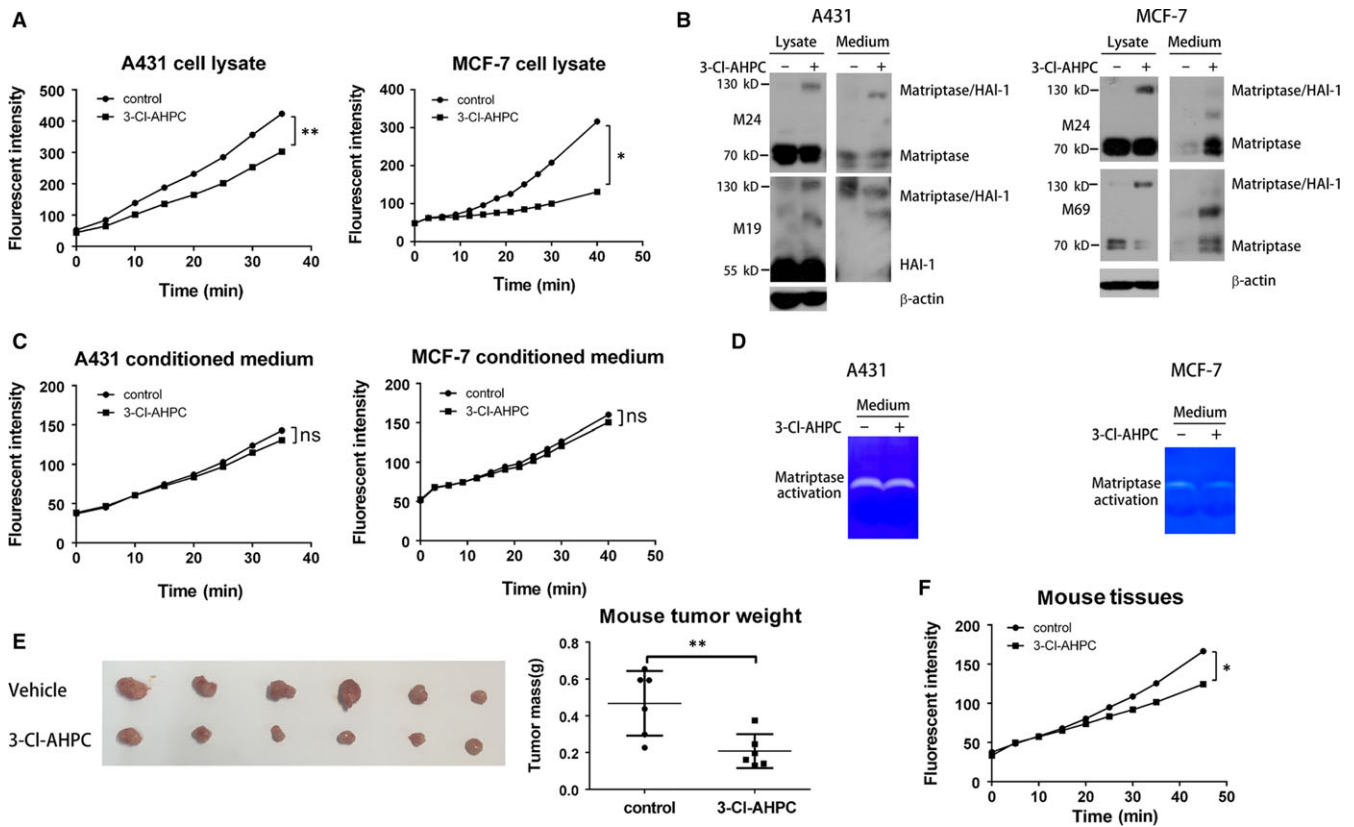 A
A431 cell lysate
control
3-Cl-AHPC
Flourescent intensity
500
400
300
200
100
0
**
0 10 20 30 40
Time (min)
MCF-7 cell lysate
control
3-Cl-AHPC
Flourescent intensity
400
300
200
100
0
*
0 10 20 30 40 50
Time (min)
B
A431
Lysate Medium
3-Cl-AHPC − + − +
130 kD Matriptase/HAI-1
M24
70 kD Matriptase
130 kD Matriptase/HAI-1
M19
55 kD HAI-1
β-actin
MCF-7
Lysate Medium
3-Cl-AHPC − + − +
130 kD Matriptase/HAI-1
M24
70 kD Matriptase
130 kD Matriptase/HAI-1
M69
70 kD Matriptase
β-actin
C
A431 conditioned medium
control
3-Cl-AHPC
Flourescent intensity
200
150
100
50
0
ns
0 10 20 30 40
Time (min)
MCF-7 conditioned medium
control
3-Cl-AHPC
Fluorescent intensity
200
150
100
50
0
ns
0 10 20 30 40 50
Time (min)
D
A431
Medium
3-Cl-AHPC − +
Matriptase
activation
MCF-7
Medium
3-Cl-AHPC − +
Matriptase
activation
E
Vehicle
3-Cl-AHPC
Mouse tumor weight
Tumor mass(g)
0.8
0.6
0.4
0.2
0.0
**
control 3-Cl-AHPC
F
Mouse tissues
control
3-Cl-AHPC
Fluorescent intensity
200
150
100
50
0
*
0 10 20 30 40 50
Time (min)